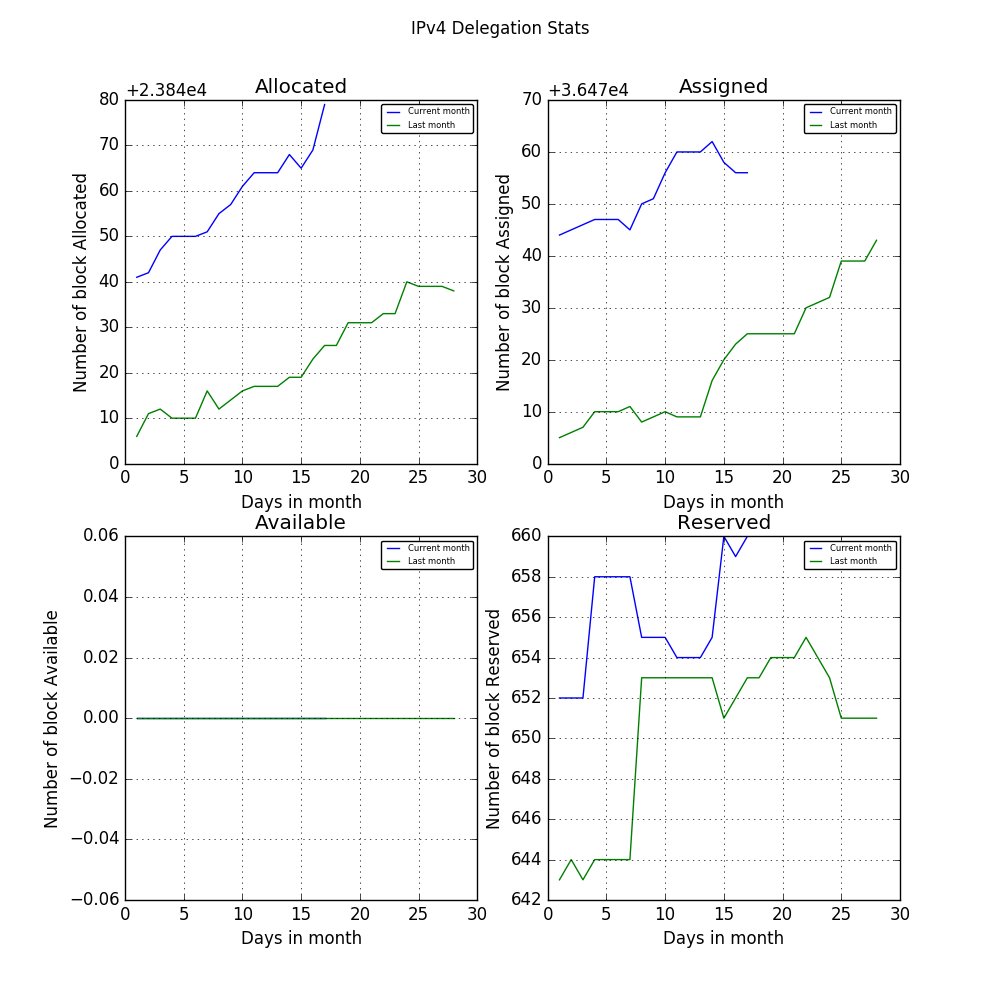 IPv4 Delegation Stats
Allocated
+2.384e4
80
70
60
50
40
30
20
10
0
0 5 10 15 20 25 30
Number of block Allocated
Days in month
Current month
Last month
Assigned
+3.647e4
70
60
50
40
30
20
10
0
0 5 10 15 20 25 30
Number of block Assigned
Days in month
Current month
Last month
Available
0.06
0.04
0.02
0.00
−0.02
−0.04
−0.06
0 5 10 15 20 25 30
Number of block Available
Days in month
Current month
Last month
Reserved
660
658
656
654
652
650
648
646
644
642
0 5 10 15 20 25 30
Number of block Reserved
Days in month
Current month
Last month